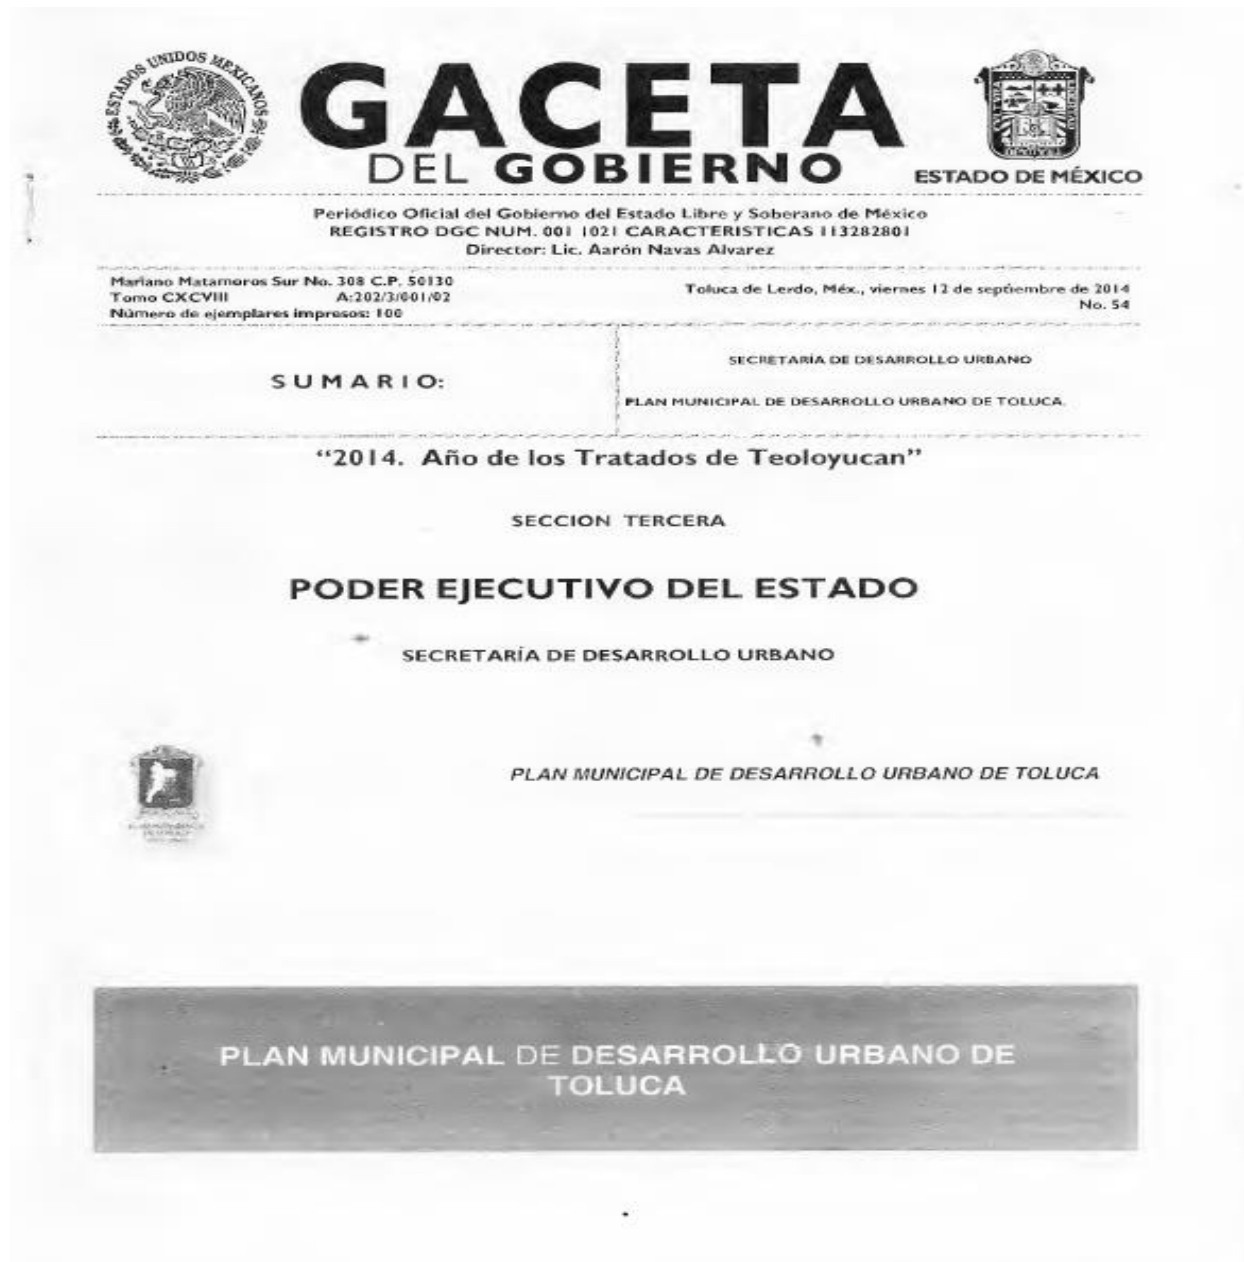 ESTADOS UNIDOS MEXICANOS
GACETA
DEL GOBIERNO
ESTADO DE MÉXICO
Periódico Oficial del Gobierno del Estado Libre y Soberano de México
REGISTRO DGC NUM. 001 1021 CARACTERISTICAS 113282801
Director: Lic. Aarón Navas Alvarez
Mariano Matamoros Sur No. 308 C.P. 50130
Tomo CXCVIII A:202/3/001/02
Número de ejemplares impresos: 100
Toluca de Lerdo, Méx., viernes 12 de septiembre de 2014
No. 54
SUMARIO:
SECRETARÍA DE DESARROLLO URBANO
PLAN MUNICIPAL DE DESARROLLO URBANO DE TOLUCA.
“2014. Año de los Tratados de Teoloyucan”
SECCION TERCERA
PODER EJECUTIVO DEL ESTADO
SECRETARÍA DE DESARROLLO URBANO
PLAN MUNICIPAL DE DESARROLLO URBANO DE TOLUCA
PLAN MUNICIPAL DE DESARROLLO URBANO DE
TOLUCA